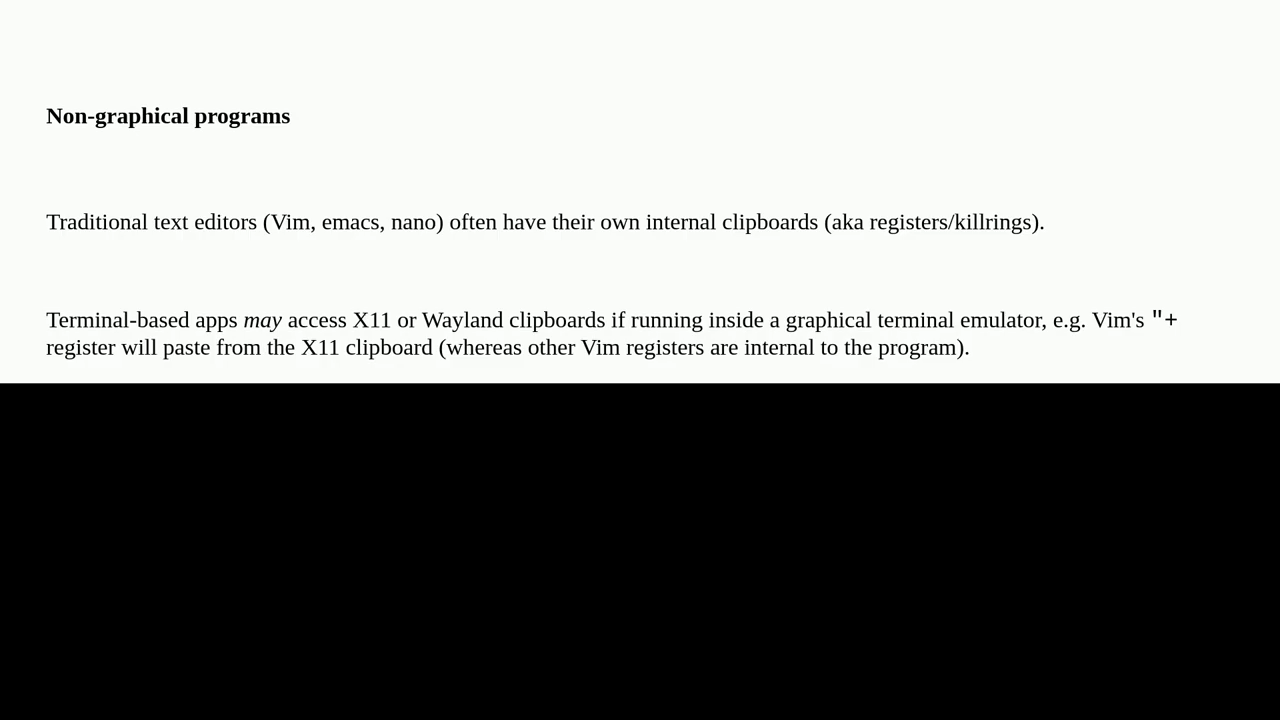 Non-graphical programs
Traditional text editors (Vim, emacs, nano) often have their own internal clipboards (aka registers/killrings).
Terminal-based apps may access X11 or Wayland clipboards if running inside a graphical terminal emulator, e.g. Vim's "+
register will paste from the X11 clipboard (whereas other Vim registers are internal to the program).